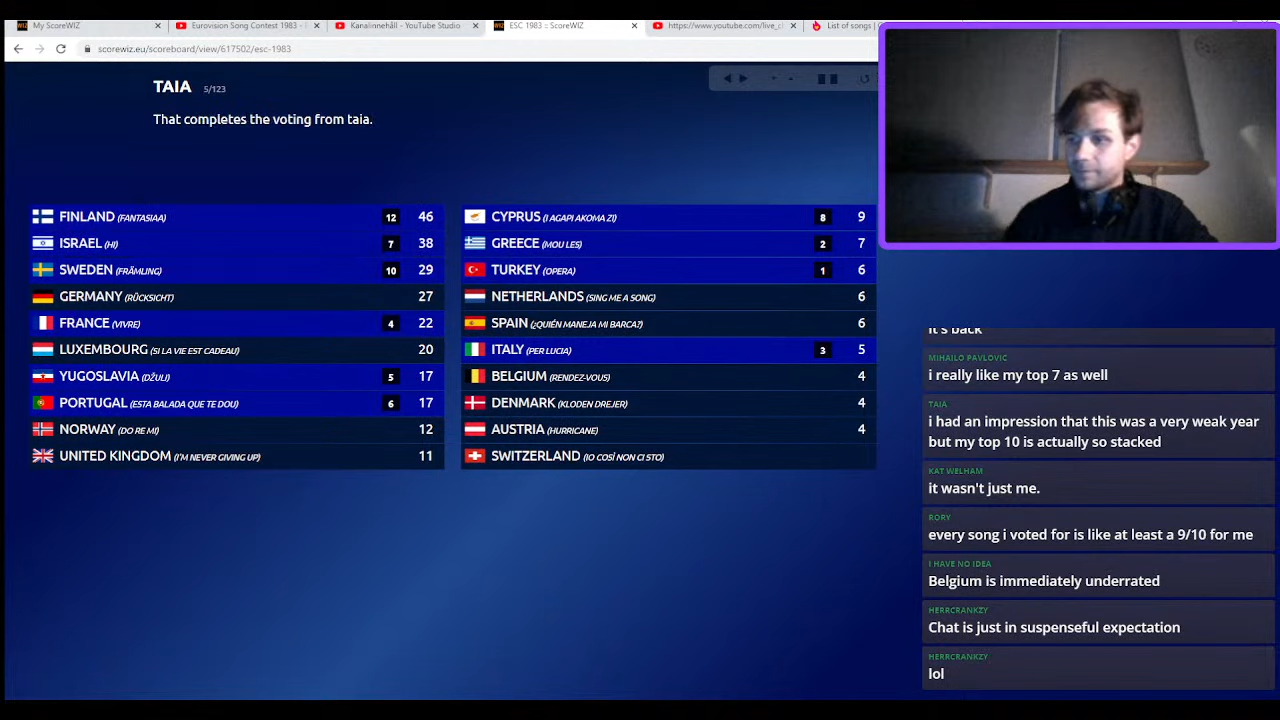 My ScoreWIZ
Eurovision Song Contest 1983 -
Kanalinnehåll - YouTube Studio
ESC 1983 :: ScoreWIZ
https://www.youtube.com/live_c
List of songs |
scorewiz.eu/scoreboard/view/617502/esc-1983
TAIA 5/123
That completes the voting from taia.
FINLAND (FANTASIAA) 12 46
ISRAEL (HI) 7 38
SWEDEN (FRÄMLING) 10 29
GERMANY (RÜCKSICHT) 27
FRANCE (VIVRE) 4 22
LUXEMBOURG (SI LA VIE EST CADEAU) 20
YUGOSLAVIA (DŽULI) 5 17
PORTUGAL (ESTA BALADA QUE TE DOU) 6 17
NORWAY (DO RE MI) 12
UNITED KINGDOM (I'M NEVER GIVING UP) 11
CYPRUS (I AGAPI AKOMA ZI) 8 9
GREECE (MOU LES) 2 7
TURKEY (OPERA) 1 6
NETHERLANDS (SING ME A SONG) 6
SPAIN (¿QUIÉN MANEJA MI BARCA?) 6
ITALY (PER LUCIA) 3 5
BELGIUM (RENDEZ-VOUS) 4
DENMARK (KLODEN DREJER) 4
AUSTRIA (HURRICANE) 4
SWITZERLAND (IO COSÌ NON CI STO)
it's back
MIHAILO PAVLOVIC
i really like my top 7 as well
TAIA
i had an impression that this was a very weak year
but my top 10 is actually so stacked
KAT WELHAM
it wasn't just me.
RORY
every song i voted for is like at least a 9/10 for me
I HAVE NO IDEA
Belgium is immediately underrated
HERRCRANKZY
Chat is just in suspenseful expectation
HERRCRANKZY
lol